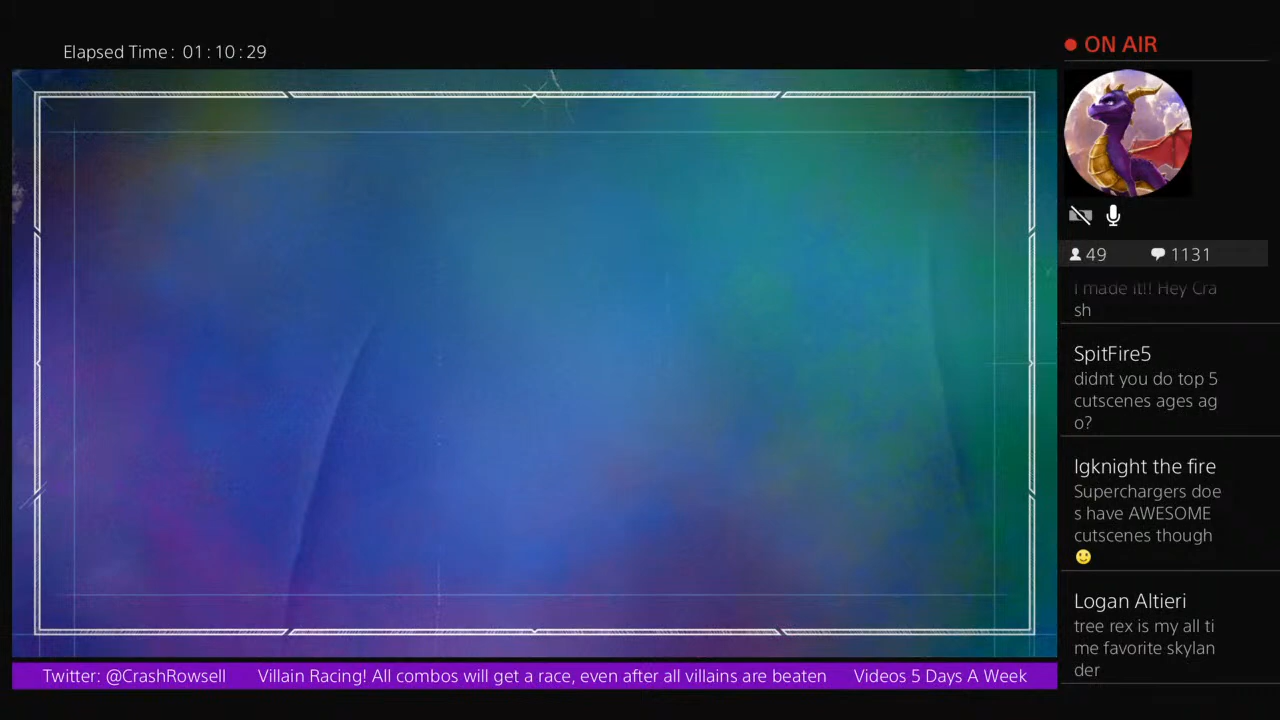 Elapsed Time: 01:10:29
ON AIR
49 1131
I made it!! Hey Cra
sh
SpitFire5
didnt you do top 5
cutscenes ages ag
o?
Igknight the fire
Superchargers doe
s have AWESOME
cutscenes though
Logan Altieri
tree rex is my all ti
me favorite skylan
der
Twitter: @CrashRowsell Villain Racing! All combos will get a race, even after all villains are beaten Videos 5 Days A Week